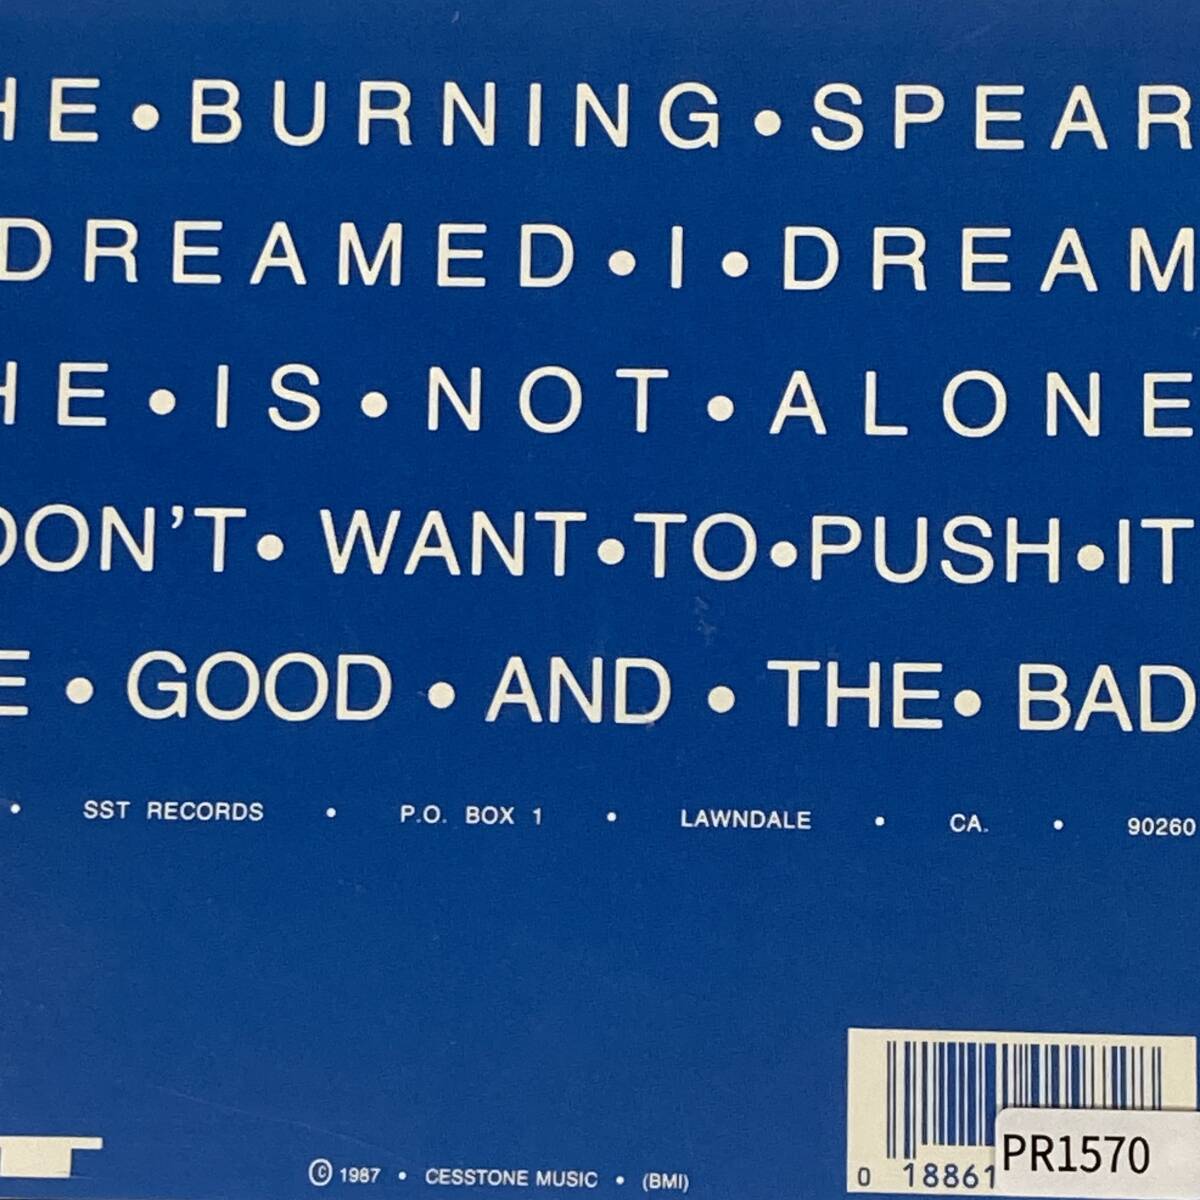 HE • BURNING • SPEAR
DREAMED • I • DREAM
HE • IS • NOT • ALONE
DON'T • WANT • TO • PUSH • IT
E • GOOD • AND • THE • BAD
• SST RECORDS • P.O. BOX 1 • LAWNDALE • CA. • 90260
T
© 1987 • CESSTONE MUSIC • (BMI)
0 18861
PR1570